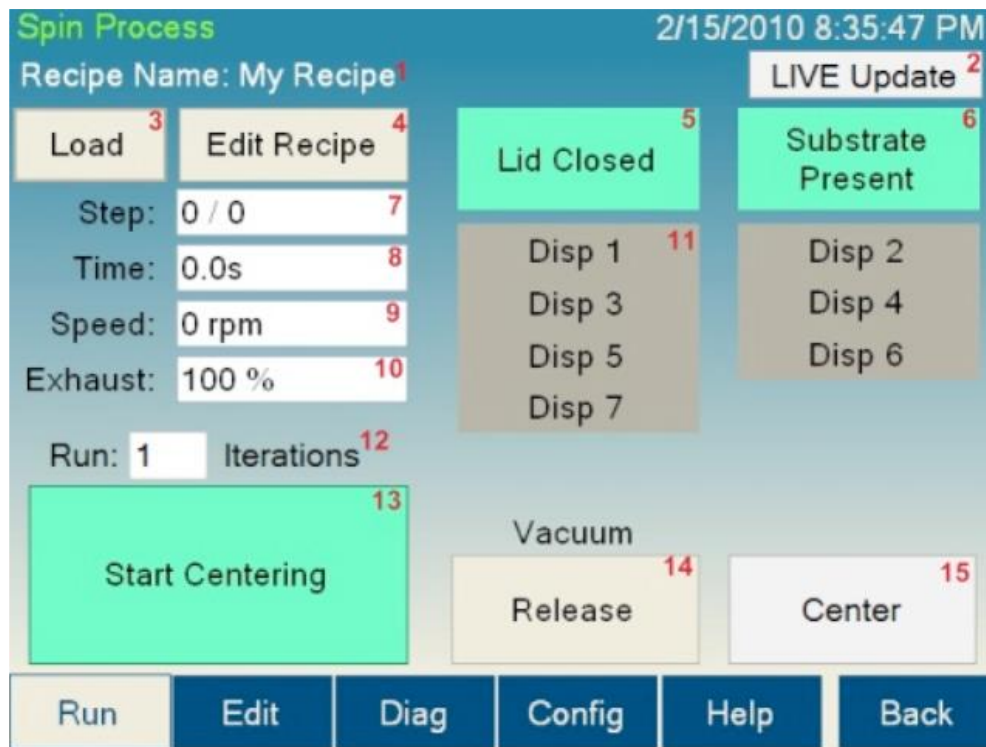 Spin Process 2/15/2010 8:35:47 PM
Recipe Name: My Recipe 1
LIVE Update 2
Load 3
Edit Recipe 4
Lid Closed 5
Substrate Present 6
Step: 0 / 0 7
Time: 0.0s 8
Speed: 0 rpm 9
Exhaust: 100 % 10
Disp 1 11 Disp 2
Disp 3 Disp 4
Disp 5 Disp 6
Disp 7
Run: 1 Iterations 12
Start Centering 13
Vacuum
Release 14
Center 15
Run Edit Diag Config Help Back